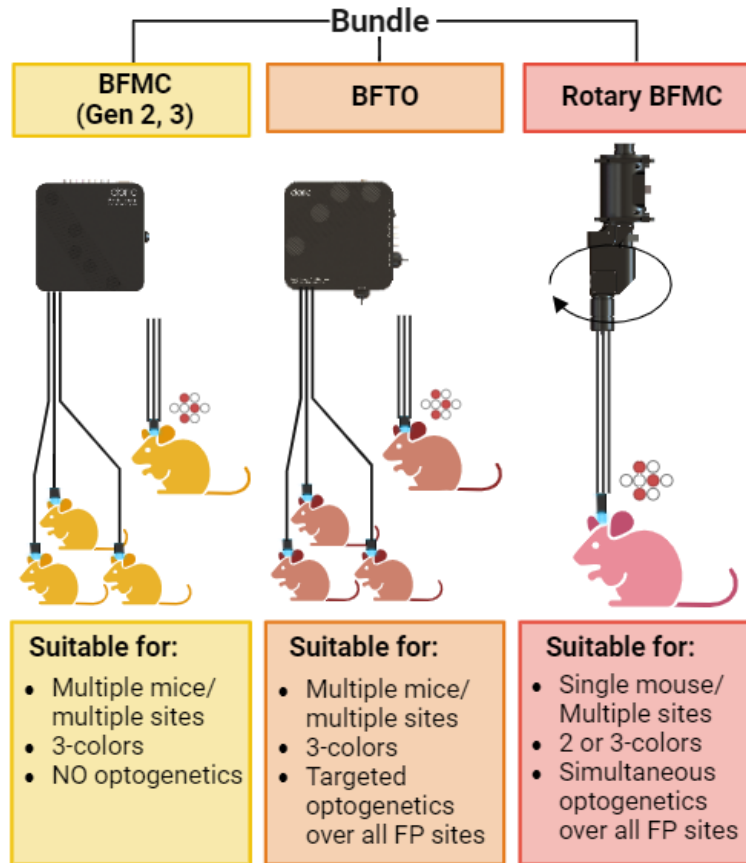 Bundle
BFMC
(Gen 2, 3)
BFTO
Rotary BFMC
doric
doric
Suitable for:
• Multiple mice/
multiple sites
• 3-colors
• NO optogenetics
Suitable for:
• Multiple mice/
multiple sites
• 3-colors
• Targeted
optogenetics
over all FP sites
Suitable for:
• Single mouse/
Multiple sites
• 2 or 3-colors
• Simultaneous
optogenetics
over all FP sites